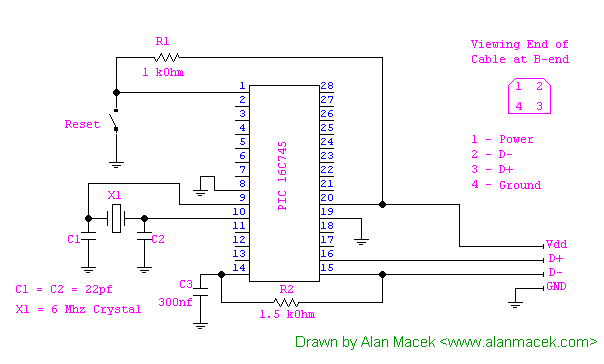 R1
1 kOhm
Viewing End of
Cable at B-end
1 2
4 3
Reset
1 28
2 27
3 26
4 25
5 24
6 23
7 22
8 21
9 20
10 19
11 18
12 17
13 16
14 15
PIC 16C745
1 - Power
2 - D-
3 - D+
4 - Ground
X1
C1
C2
Vdd
D+
D-
GND
C1 = C2 = 22pf
X1 = 6 Mhz Crystal
C3
300nf
R2
1.5 kOhm
Drawn by Alan Macek <www.alanmacek.com>